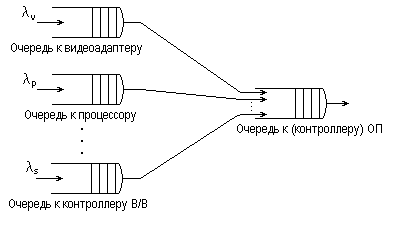 λv
Очередь к видеоадаптеру
λp
Очередь к процессору
Очередь к (контроллеру) ОП
λs
Очередь к контроллеру В/В